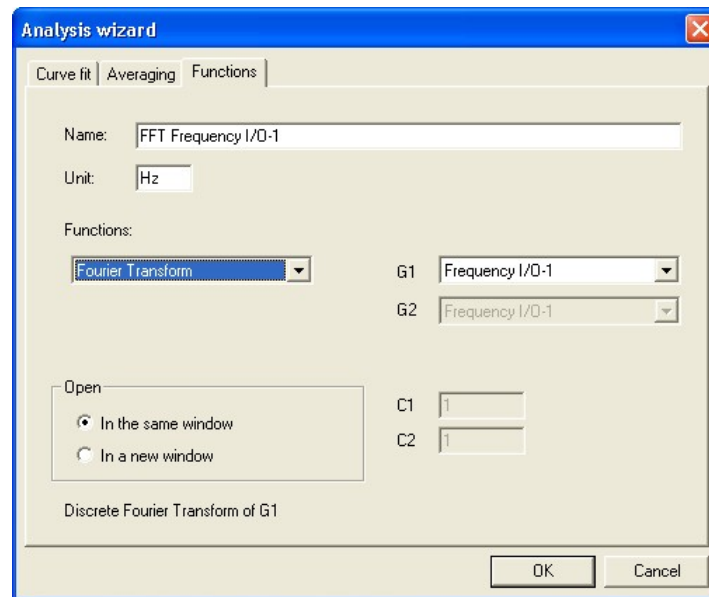 Analysis wizard
Curve fit Averaging Functions
Name: FFT Frequency I/O-1
Unit: Hz
Functions:
Fourier Transform
G1 Frequency I/O-1
G2 Frequency I/O-1
Open
In the same window
In a new window
C1 1
C2 1
Discrete Fourier Transform of G1
OK Cancel